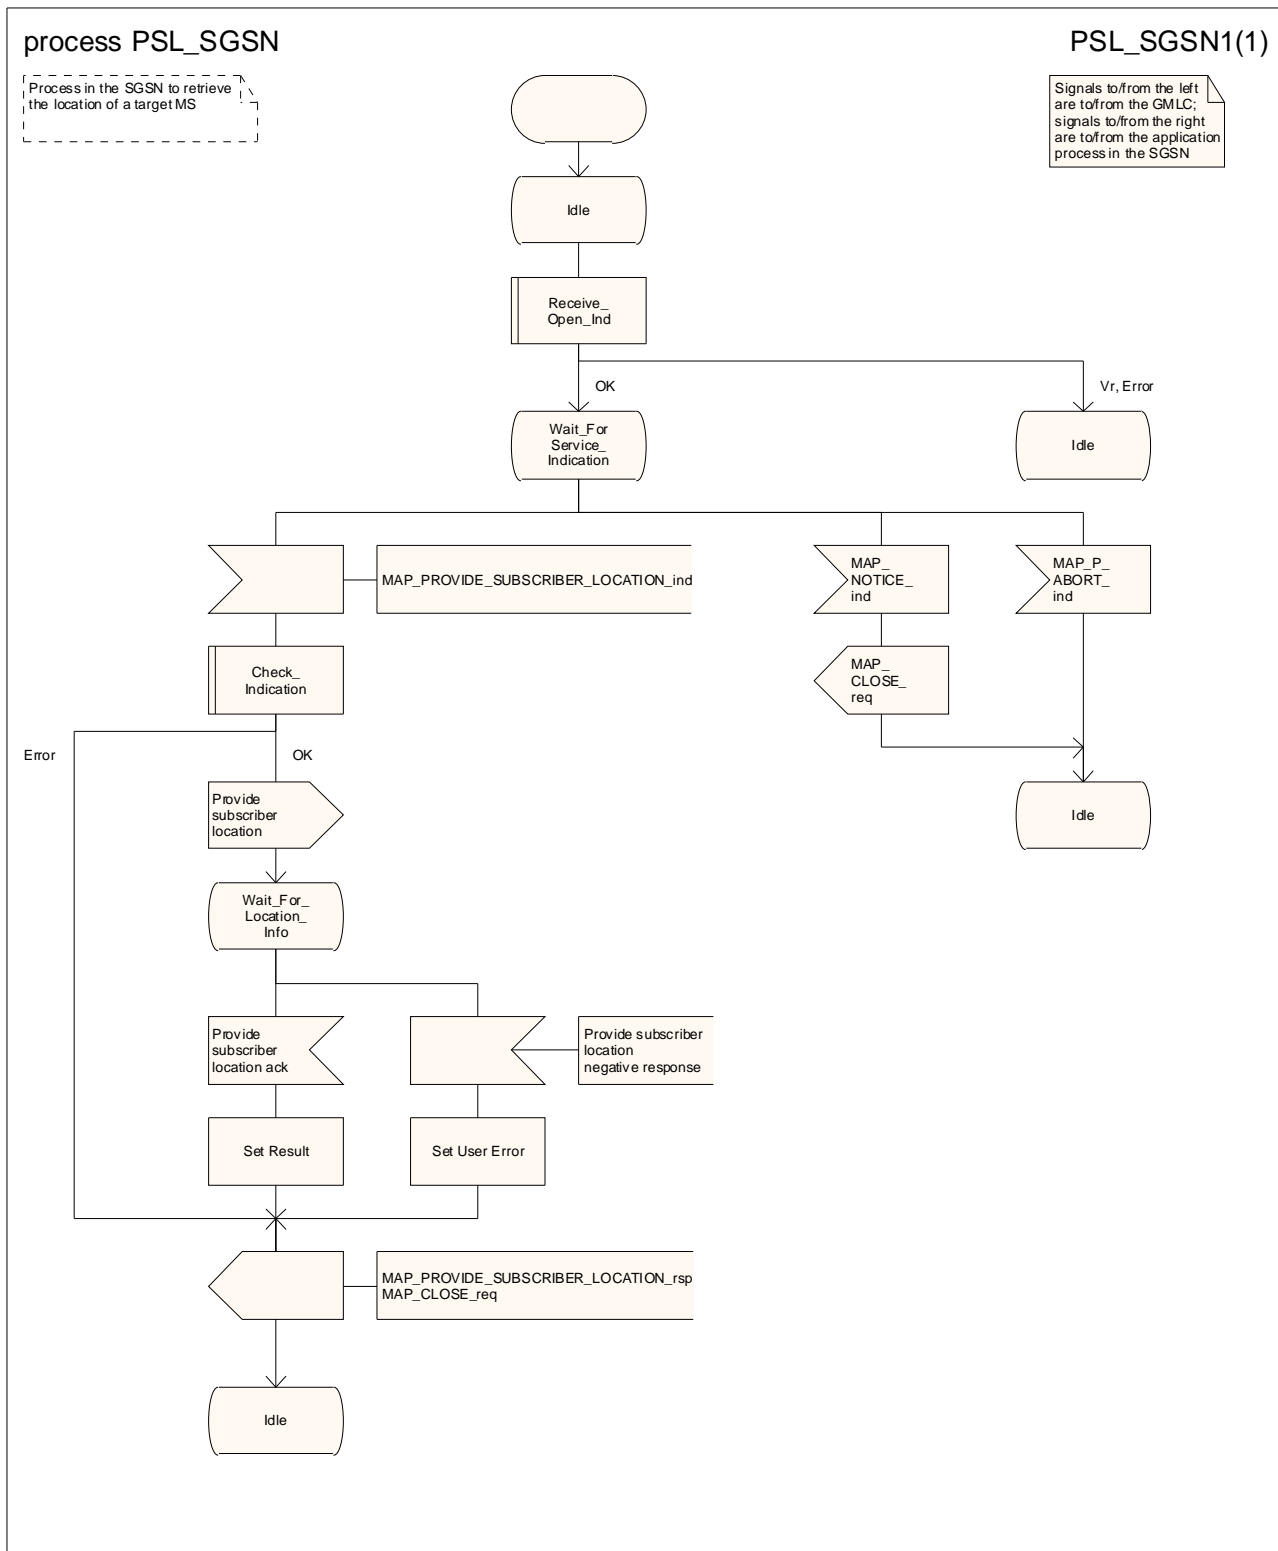 process PSL_SGSN
PSL_SGSN1(1)
Process in the SGSN to retrieve
the location of a target MS
Signals to/from the left
are to/from the GMLC;
signals to/from the right
are to/from the application
process in the SGSN
Idle
Receive_
Open_Ind
OK
Vr, Error
Wait_For
Service_
Indication
Idle
MAP_PROVIDE_SUBSCRIBER_LOCATION_ind
MAP_
NOTICE_
ind
MAP_P_
ABORT_
ind
Check_
Indication
MAP_
CLOSE_
req
Error
OK
Provide
subscriber
location
Idle
Wait_For_
Location_
Info
Provide
subscriber
location ack
Provide subscriber
location
negative response
Set Result
Set User Error
MAP_PROVIDE_SUBSCRIBER_LOCATION_rsp
MAP_CLOSE_req
Idle